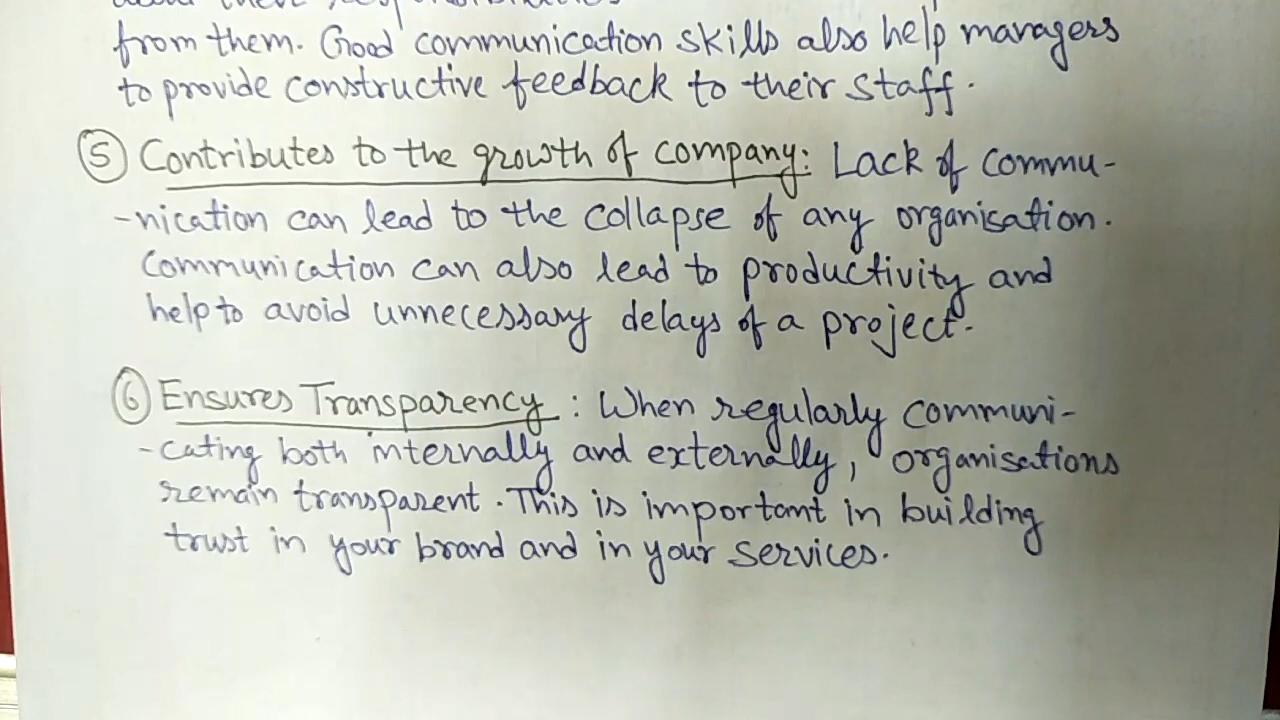 from them. Good communication skills also help managers
to provide constructive feedback to their staff.
⑤ Contributes to the growth of company: Lack of commu-
-nication can lead to the collapse of any organisation.
Communication can also lead to productivity and
help to avoid unnecessary delays of a project.
⑥ Ensures Transparency : When regularly communi-
-cating both internally and externally, organisations
remain transparent. This is important in building
trust in your brand and in your services.